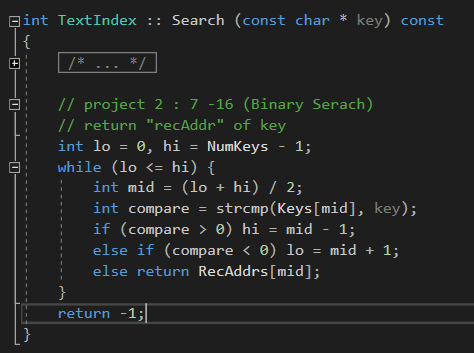 int TextIndex :: Search (const char * key) const
{
/* ... */
// project 2 : 7 -16 (Binary Serach)
// return "recAddr" of key
int lo = 0, hi = NumKeys - 1;
while (lo <= hi) {
int mid = (lo + hi) / 2;
int compare = strcmp(Keys[mid], key);
if (compare > 0) hi = mid - 1;
else if (compare < 0) lo = mid + 1;
else return RecAddrs[mid];
}
return -1;
}